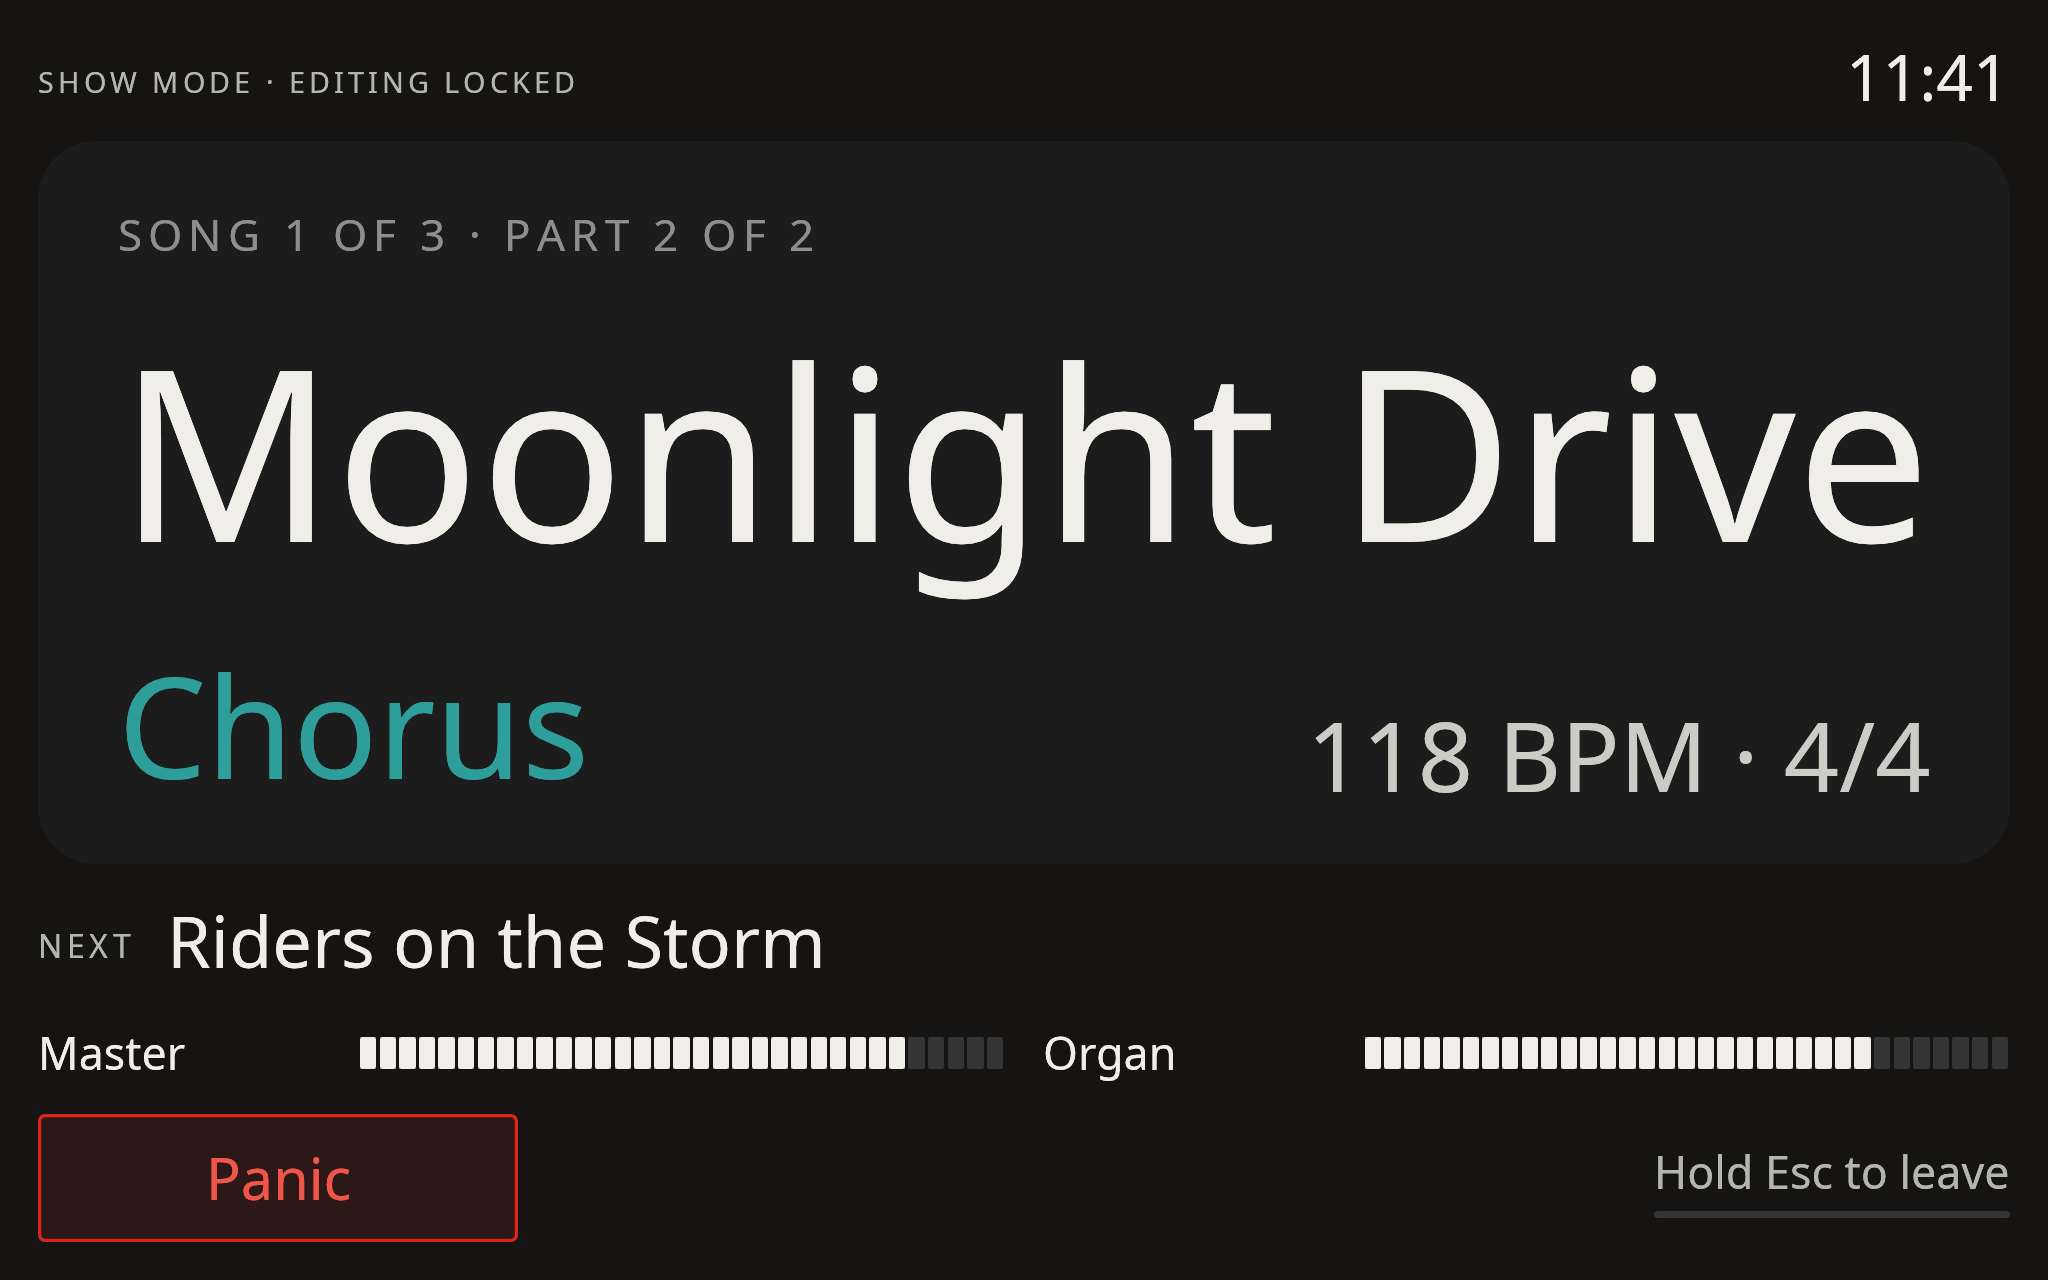 SHOW MODE · EDITING LOCKED
11:41
SONG 1 OF 3 · PART 2 OF 2
Moonlight Drive
Chorus
118 BPM · 4/4
NEXT Riders on the Storm
Master
Organ
Panic
Hold Esc to leave